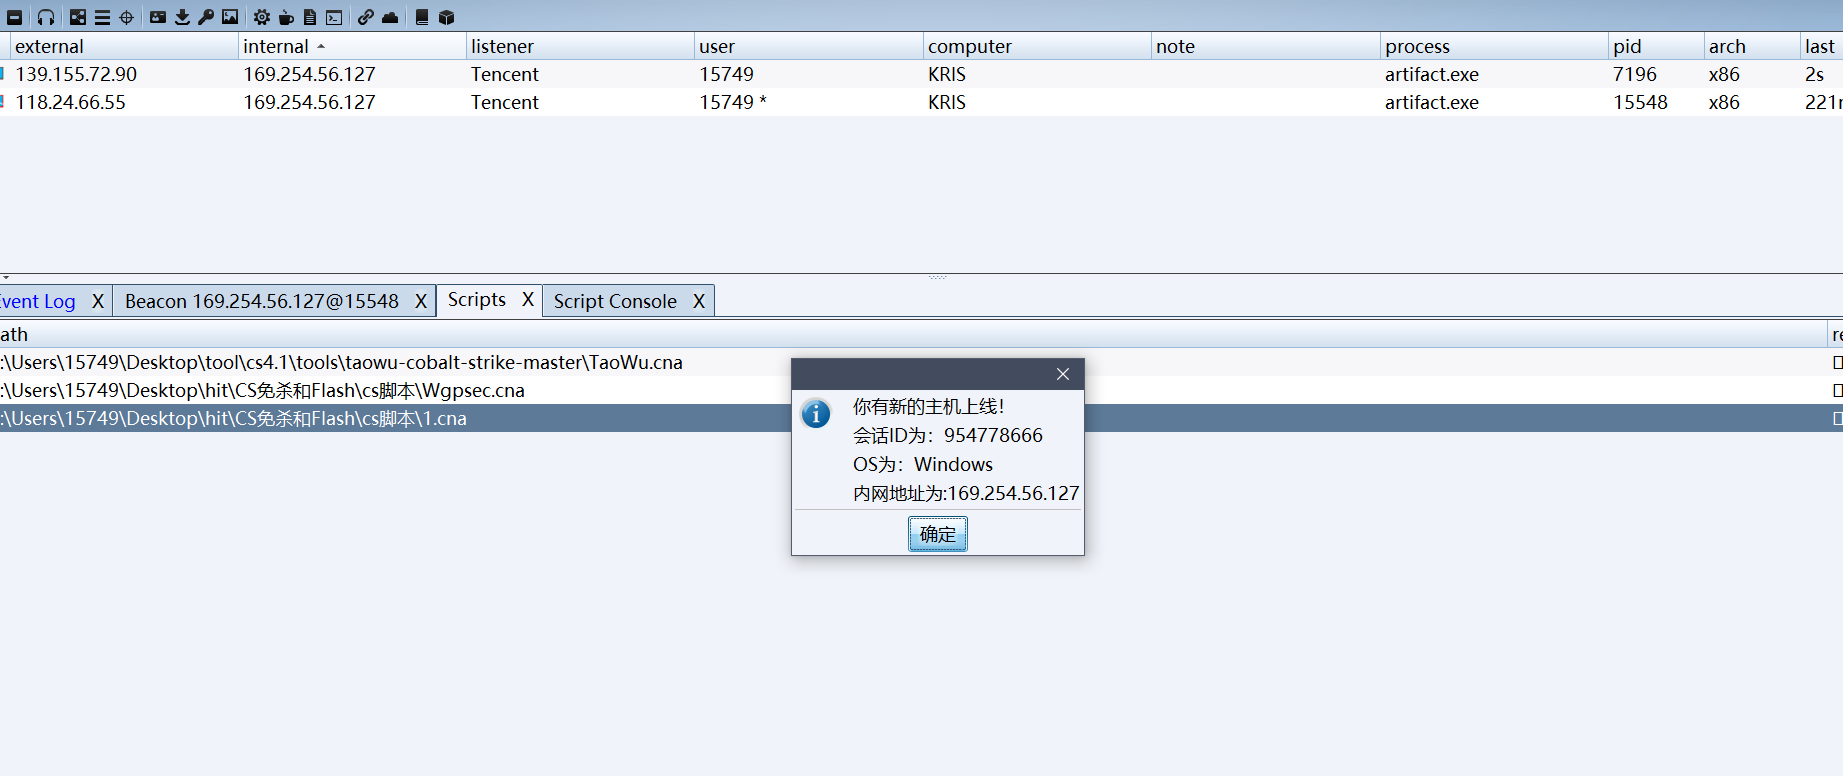 external internal listener user computer note process pid arch last
139.155.72.90 169.254.56.127 Tencent 15749 KRIS artifact.exe 7196 x86 2s
118.24.66.55 169.254.56.127 Tencent 15749 * KRIS artifact.exe 15548 x86 221m
Event Log X Beacon 169.254.56.127@15548 X Scripts X Script Console X
ath re
:\Users\15749\Desktop\tool\cs4.1\tools\taowu-cobalt-strike-master\TaoWu.cna
:\Users\15749\Desktop\hit\CS免杀和Flash\cs脚本\Wgpsec.cna
:\Users\15749\Desktop\hit\CS免杀和Flash\cs脚本\1.cna
你有新的主机上线！
会话ID为：954778666
OS为：Windows
内网地址为:169.254.56.127
确定